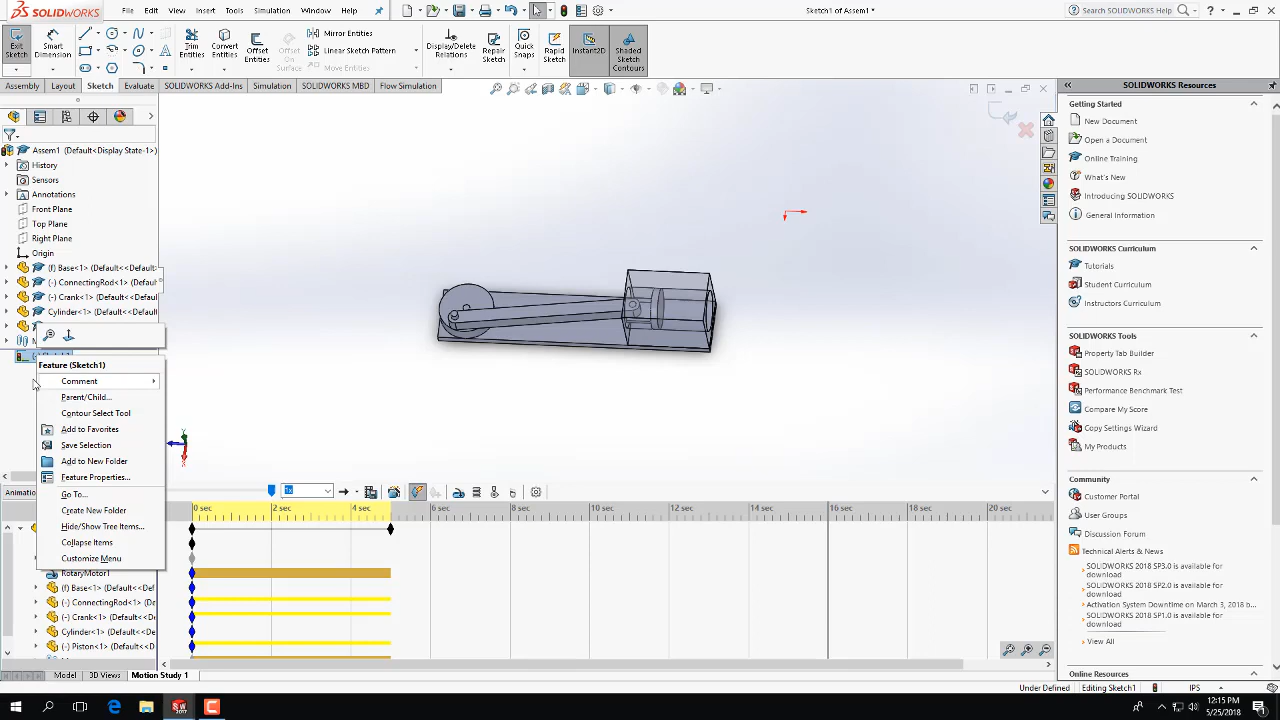 SOLIDWORKS
File Edit View Insert Tools Simulation Window Help
Sketch1 of Assem1
Search SOLIDWORKS Help
Exit Sketch
Smart Dimension
Trim Entities
Convert Entities
Offset Entities
Offset On Surface
Mirror Entities
Linear Sketch Pattern
Move Entities
Display/Delete Relations
Repair Sketch
Quick Snaps
Rapid Sketch
Instant2D
Shaded Sketch Contours
Assembly Layout Sketch Evaluate SOLIDWORKS Add-Ins Simulation SOLIDWORKS MBD Flow Simulation
Assem1 (Default<Display State-1>)
History
Sensors
Annotations
Front Plane
Top Plane
Right Plane
Origin
(f) Base<1> (Default<<Default
(-) ConnectingRod<1> (Default
(-) Crank<1> (Default<<Defa
Cylinder<1> (Default<<Defau
Feature (Sketch1)
Comment
Parent/Child...
Contour Select Tool
Add to Favorites
Save Selection
Add to New Folder
Feature Properties...
Go To...
Create New Folder
Hide/Show Tree Items...
Collapse Items
Customize Menu
Animation
0 sec 2 sec 4 sec 6 sec 8 sec 10 sec 12 sec 14 sec 16 sec 18 sec 20 sec
RotaryMotor1
(f) Base<1> (Default<<Def
(-) ConnectingRod<1> (De
(-) Crank<1> (Default<<D
Cylinder<1> (Default<<De
(-) Piston<1> (Default<<D
Model 3D Views Motion Study 1
SOLIDWORKS Resources
Getting Started
New Document
Open a Document
Online Training
What's New
Introducing SOLIDWORKS
General Information
SOLIDWORKS Curriculum
Tutorials
Student Curriculum
Instructors Curriculum
SOLIDWORKS Tools
Property Tab Builder
SOLIDWORKS Rx
Performance Benchmark Test
Compare My Score
Copy Settings Wizard
My Products
Community
Customer Portal
User Groups
Discussion Forum
Technical Alerts & News
SOLIDWORKS 2018 SP3.0 is available for download
SOLIDWORKS 2018 SP2.0 is available for download
Activation System Downtime on March 3, 2018 b...
SOLIDWORKS 2018 SP1.0 is available for download
View All
Online Resources
Under Defined Editing Sketch1 IPS
12:15 PM
5/25/2018